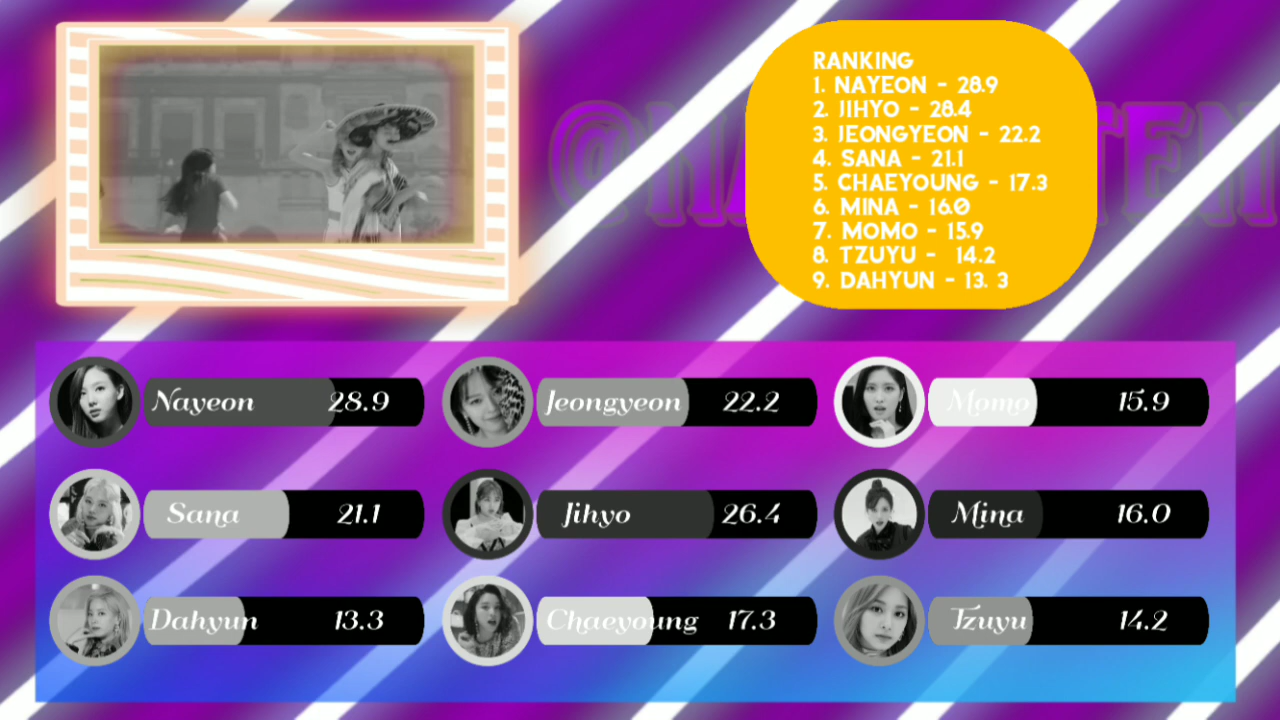 RANKING
1. NAYEON - 28.9
2. JIHYO - 28.4
3. JEONGYEON - 22.2
4. SANA - 21.1
5. CHAEYOUNG - 17.3
6. MINA - 16.0
7. MOMO - 15.9
8. TZUYU - 14.2
9. DAHYUN - 13. 3
Nayeon 28.9
Jeongyeon 22.2
Momo 15.9
Sana 21.1
Jihyo 26.4
Mina 16.0
Dahyun 13.3
Chaeyoung 17.3
Tzuyu 14.2